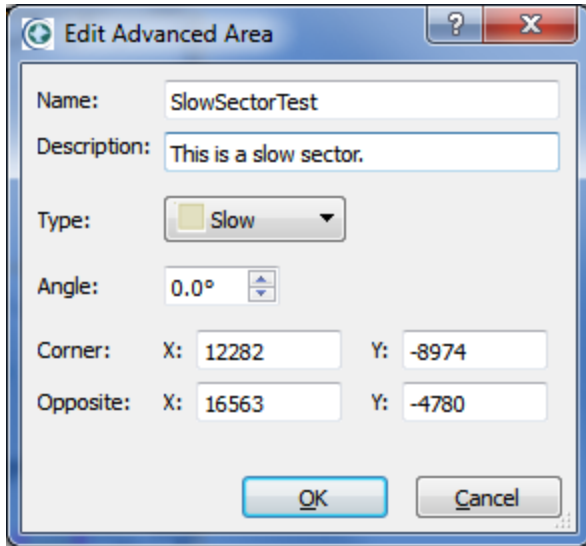 Edit Advanced Area
Name: SlowSectorTest
Description: This is a slow sector.
Type: Slow
Angle: 0.0°
Corner: X: 12282 Y: -8974
Opposite: X: 16563 Y: -4780
OK Cancel